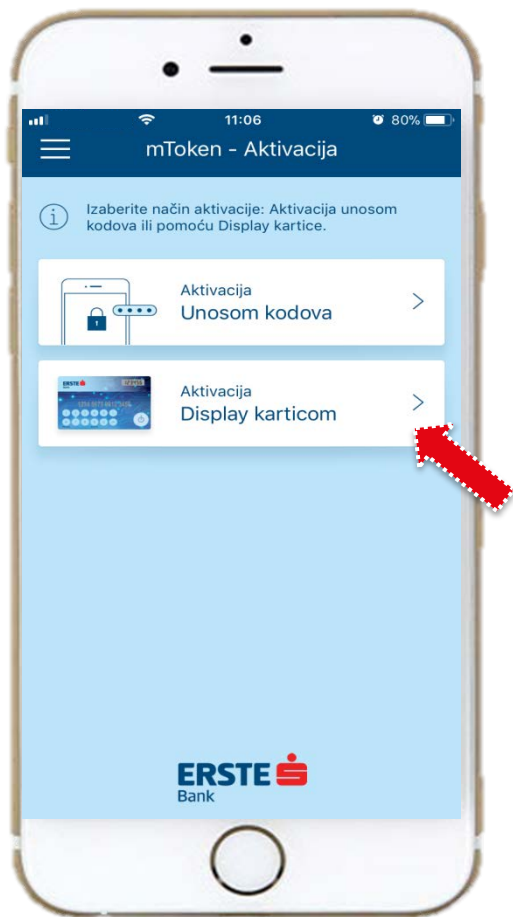 11:06
80%
mToken - Aktivacija
Izaberite način aktivacije: Aktivacija unosom
kodova ili pomoću Display kartice.
Aktivacija
Unosom kodova
ERSTE
Aktivacija
Display karticom
ERSTE
Bank